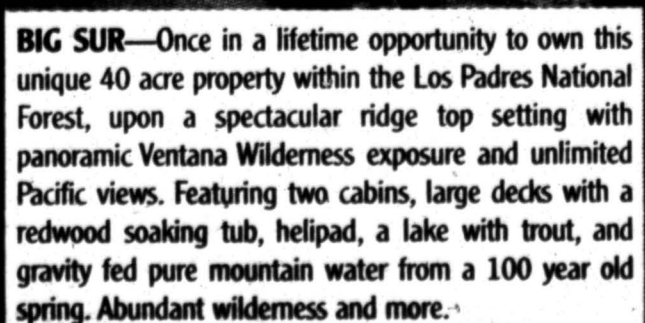 BIG SUR—Once in a lifetime opportunity to own this
unique 40 acre property within the Los Padres National
Forest, upon a spectacular ridge top setting with
panoramic Ventana Wilderness exposure and unlimited
Pacific views. Featuring two cabins, large decks with a
redwood soaking tub, helipad, a lake with trout, and
gravity fed pure mountain water from a 100 year old
spring. Abundant wilderness and more.